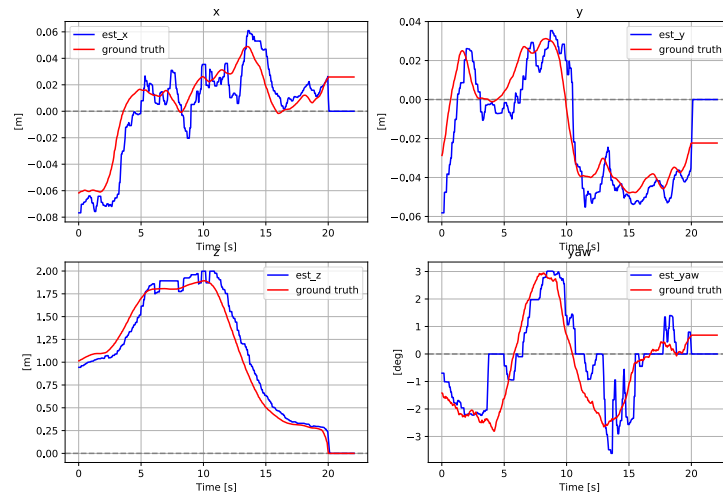 x
est_x
ground truth
0.06
0.04
0.02
0.00
−0.02
−0.04
−0.06
−0.08
[m]
0 5 10 15 20
Time [s]
y
est_y
ground truth
0.04
0.02
0.00
−0.02
−0.04
−0.06
[m]
0 5 10 15 20
Time [s]
z
est_z
ground truth
2.00
1.75
1.50
1.25
1.00
0.75
0.50
0.25
0.00
[m]
0 5 10 15 20
Time [s]
yaw
est_yaw
ground truth
3
2
1
0
−1
−2
−3
[deg]
0 5 10 15 20
Time [s]